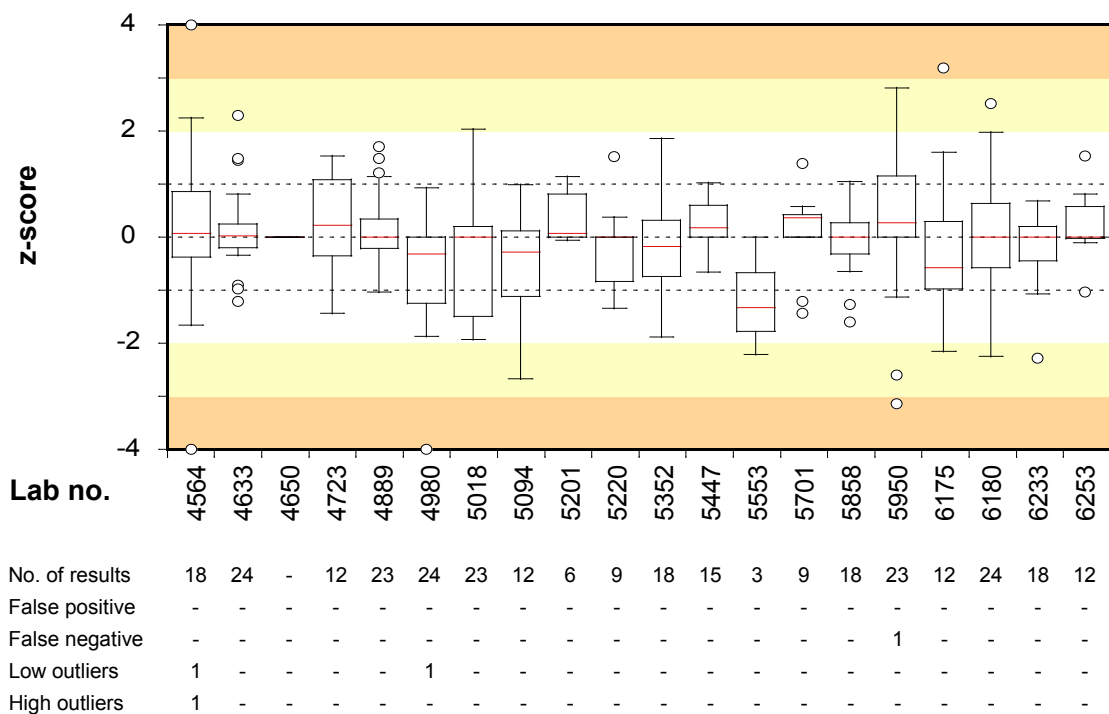 4
2
0
-2
-4
z-score
Lab no. 4564 4633 4650 4723 4889 4980 5018 5094 5201 5220 5352 5447 5553 5701 5858 5950 6175 6180 6233 6253
No. of results 18 24 - 12 23 24 23 12 6 9 18 15 3 9 18 23 12 24 18 12
False positive - - - - - - - - - - - - - - - - - - - -
False negative - - - - - - - - - - - - - - - 1 - - - -
Low outliers 1 - - - - 1 - - - - - - - - - - - - - -
High outliers 1 - - - - - - - - - - - - - - - - - - -